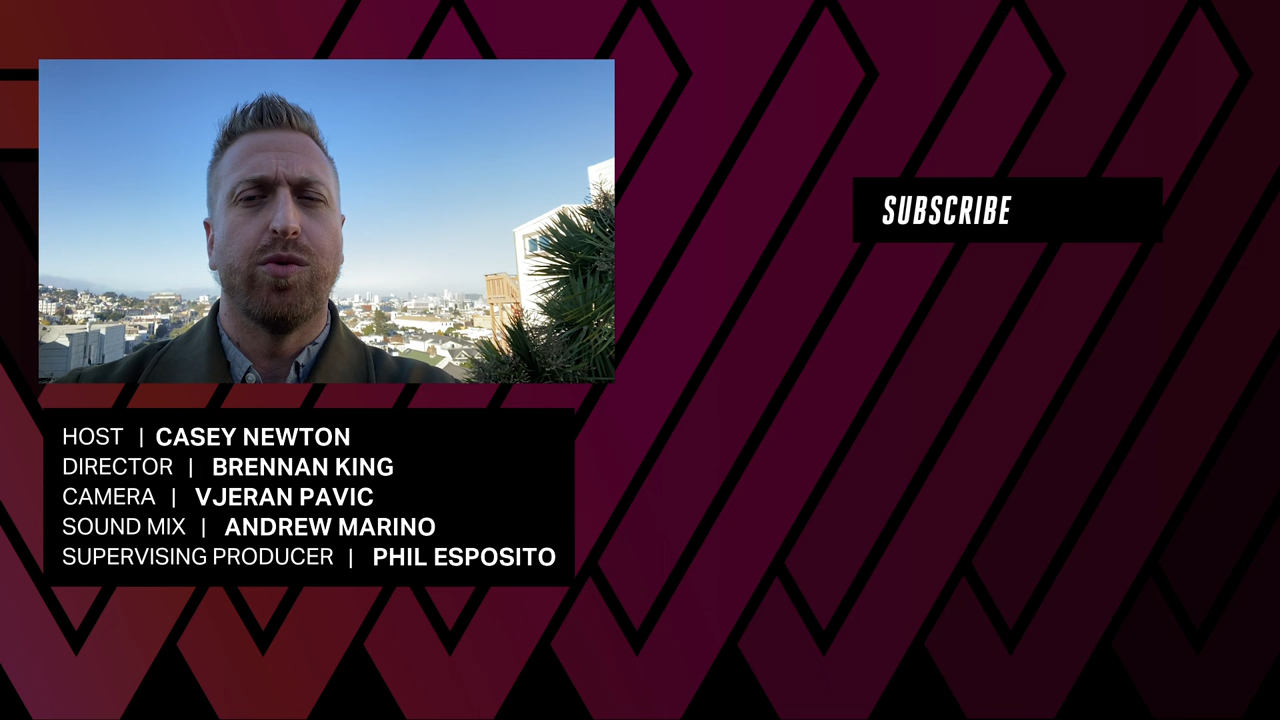 SUBSCRIBE
HOST | CASEY NEWTON
DIRECTOR | BRENNAN KING
CAMERA | VJERAN PAVIC
SOUND MIX | ANDREW MARINO
SUPERVISING PRODUCER | PHIL ESPOSITO